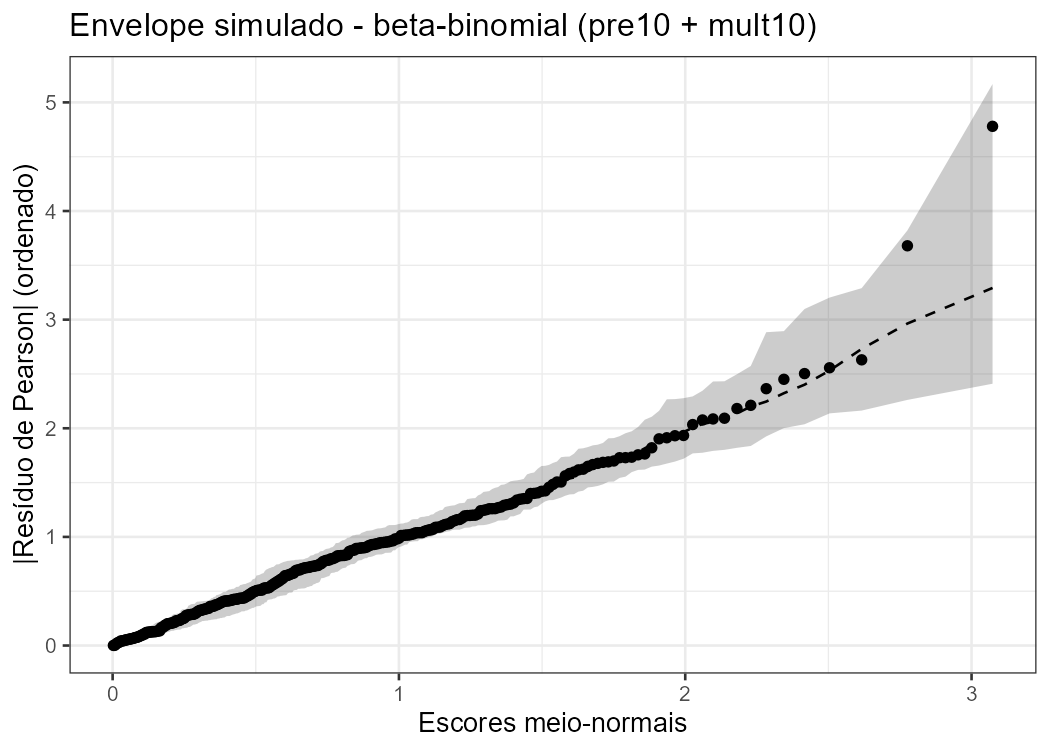 Envelope simulado - beta-binomial (pre10 + mult10)
|Resíduo de Pearson| (ordenado)
5
4
3
2
1
0
0 1 2 3
Escores meio-normais